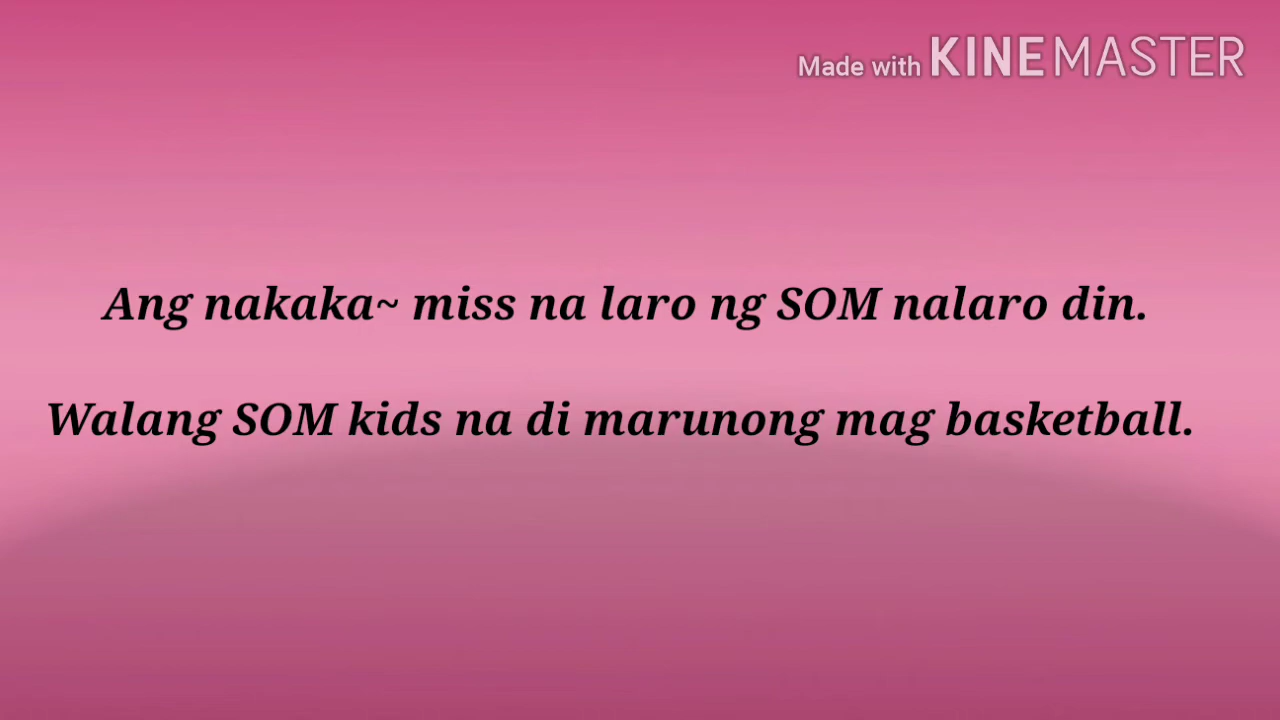 Made with KINEMASTER
Ang nakaka~ miss na laro ng SOM nalaro din.
Walang SOM kids na di marunong mag basketball.